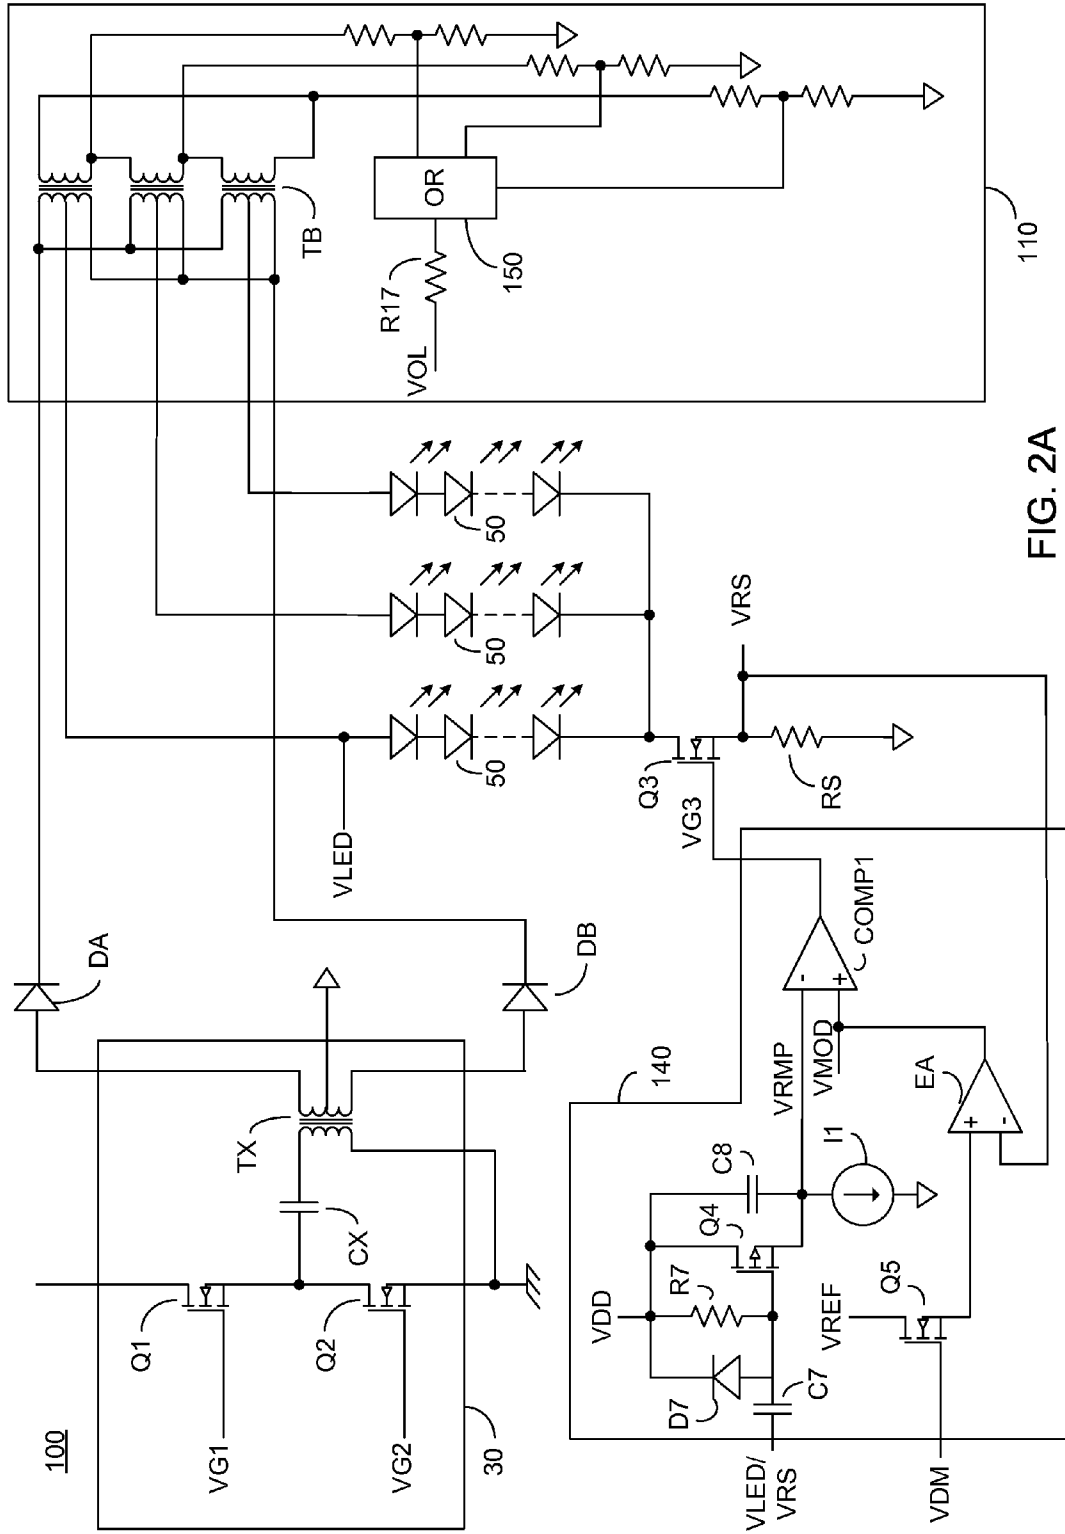 100
VG1
VG2
Q1
Q2
30
CX
TX
DA
DB
VLED
50
50
50
TB
OR
150
R17
VOL
110
Q3
VG3
RS
VRS
140
VDD
D7
R7
Q4
C8
C7
VLED/
VRS
VRMP
VMOD
I1
-
+
COMP1
VREF
Q5
VDM
EA
+
-
FIG. 2A